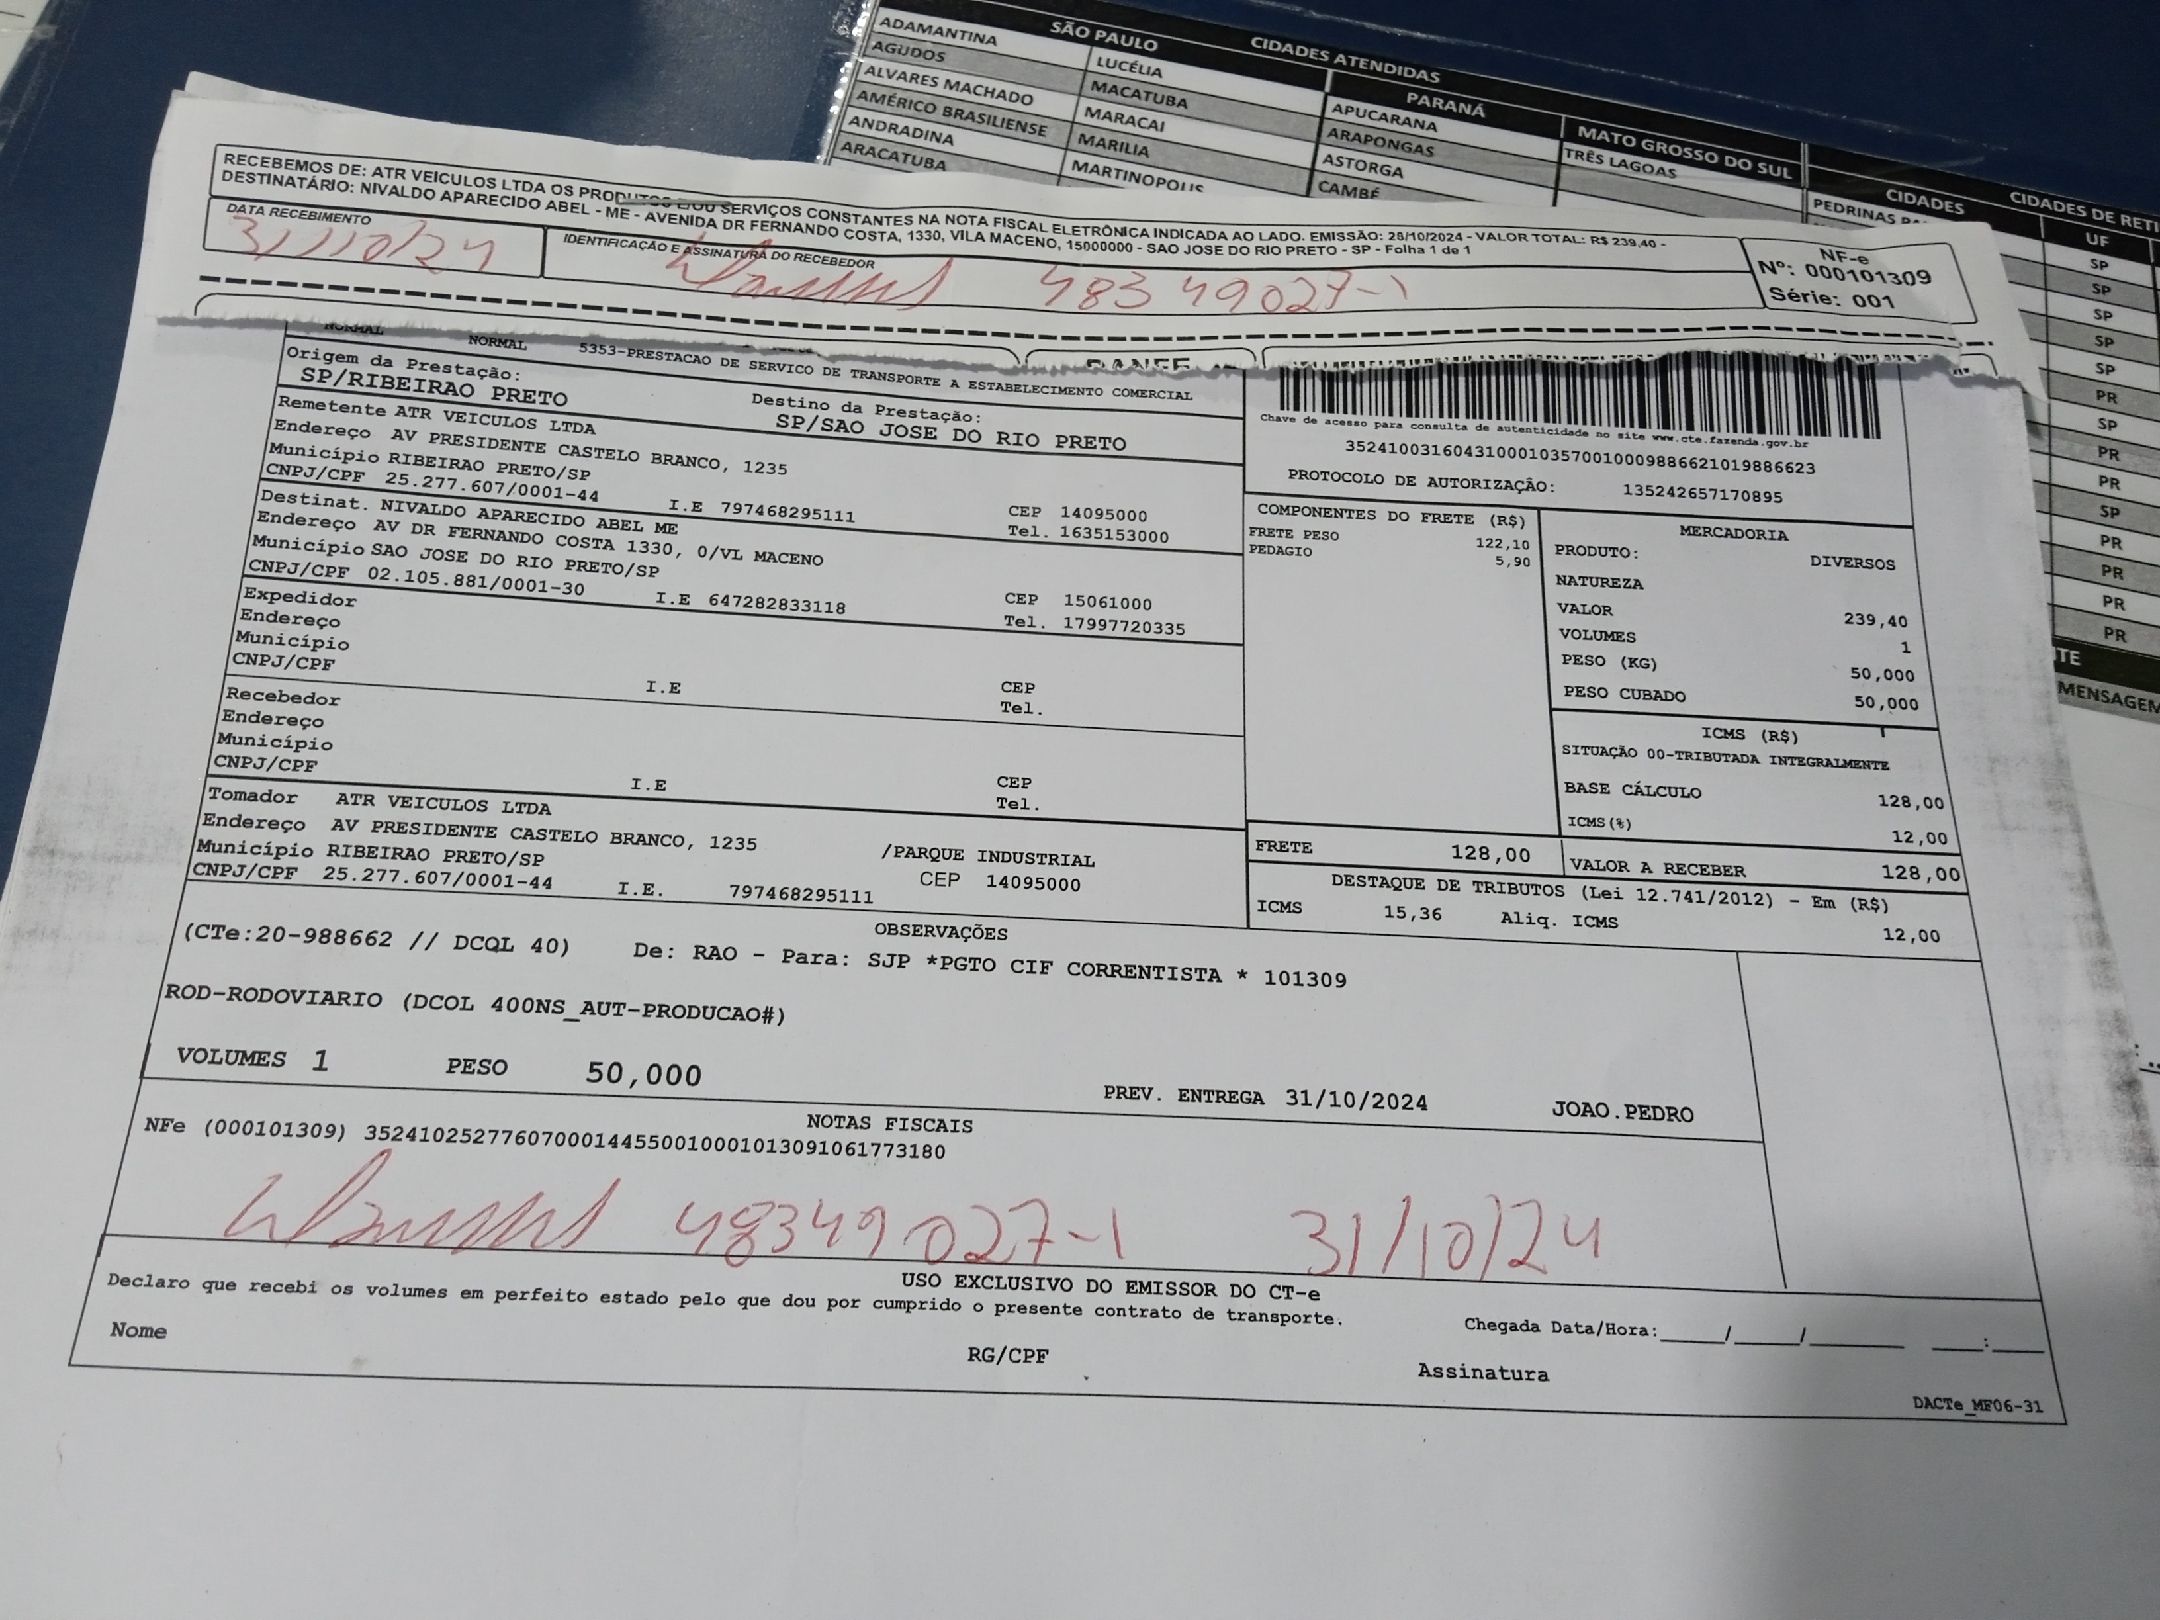 SÃO PAULO CIDADES ATENDIDAS
PARANÁ MATO GROSSO DO SUL CIDADES CIDADES DE RETI
UF
ADAMANTINA LUCÉLIA APUCARANA TRÊS LAGOAS PEDRINAS SP
AGUDOS MACATUBA ARAPONGAS SP
ALVARES MACHADO MARACAI ASTORGA SP
AMÉRICO BRASILIENSE MARILIA CAMBÉ SP
ANDRADINA MARTINOPOLIS SP
ARACATUBA PR
SP
PR
PR
SP
PR
PR
PR
PR
MENSAGEM
RECEBEMOS DE: ATR VEICULOS LTDA OS PRODUTOS E/OU SERVIÇOS CONSTANTES NA NOTA FISCAL ELETRÔNICA INDICADA AO LADO. EMISSÃO: 28/10/2024 - VALOR TOTAL: R$ 239,40 -
DESTINATÁRIO: NIVALDO APARECIDO ABEL - ME - AVENIDA DR FERNANDO COSTA, 1330, VILA MACENO, 15000000 - SAO JOSE DO RIO PRETO - SP - Folha 1 de 1
NF-e
Nº: 000101309
Série: 001
DATA RECEBIMENTO IDENTIFICAÇÃO E ASSINATURA DO RECEBEDOR
31/10/24 48349027-1
DANFE
NORMAL NORMAL 5353-PRESTACAO DE SERVICO DE TRANSPORTE A ESTABELECIMENTO COMERCIAL
Origem da Prestação: Destino da Prestação:
SP/RIBEIRAO PRETO SP/SAO JOSE DO RIO PRETO
Remetente ATR VEICULOS LTDA
Endereço AV PRESIDENTE CASTELO BRANCO, 1235
Município RIBEIRAO PRETO/SP CEP 14095000
CNPJ/CPF 25.277.607/0001-44 I.E 797468295111 Tel. 1635153000
Destinat. NIVALDO APARECIDO ABEL ME
Endereço AV DR FERNANDO COSTA 1330, 0/VL MACENO
Município SAO JOSE DO RIO PRETO/SP CEP 15061000
CNPJ/CPF 02.105.881/0001-30 I.E 647282833118 Tel. 17997720335
Expedidor
Endereço
Município CEP
CNPJ/CPF I.E Tel.
Recebedor
Endereço
Município CEP
CNPJ/CPF I.E Tel.
Tomador ATR VEICULOS LTDA
Endereço AV PRESIDENTE CASTELO BRANCO, 1235 /PARQUE INDUSTRIAL
Município RIBEIRAO PRETO/SP CEP 14095000
CNPJ/CPF 25.277.607/0001-44 I.E. 797468295111
Chave de acesso para consulta de autenticidade no site www.cte.fazenda.gov.br
35241003160431000103570010009886621019886623
PROTOCOLO DE AUTORIZAÇÃO: 135242657170895
COMPONENTES DO FRETE (R$)
FRETE PESO 122,10
PEDAGIO 5,90
MERCADORIA
PRODUTO: DIVERSOS
NATUREZA
VALOR 239,40
VOLUMES 1
PESO (KG) 50,000
PESO CUBADO 50,000
ICMS (R$)
SITUAÇÃO 00-TRIBUTADA INTEGRALMENTE
BASE CÁLCULO 128,00
ICMS(%) 12,00
FRETE 128,00 VALOR A RECEBER 128,00
DESTAQUE DE TRIBUTOS (Lei 12.741/2012) - Em (R$)
ICMS 15,36 Aliq. ICMS 12,00
OBSERVAÇÕES
(CTe:20-988662 // DCQL 40) De: RAO - Para: SJP *PGTO CIF CORRENTISTA * 101309
ROD-RODOVIARIO (DCOL 400NS_AUT-PRODUCAO#)
VOLUMES 1 PESO 50,000 PREV. ENTREGA 31/10/2024 JOAO.PEDRO
NOTAS FISCAIS
NFe (000101309) 35241025277607000144550010001013091061773180
48349027-1 31/10/24
USO EXCLUSIVO DO EMISSOR DO CT-e
Declaro que recebi os volumes em perfeito estado pelo que dou por cumprido o presente contrato de transporte.
Chegada Data/Hora:_____/____/_______ ____:____
Nome RG/CPF Assinatura
DACTe_MF06-31